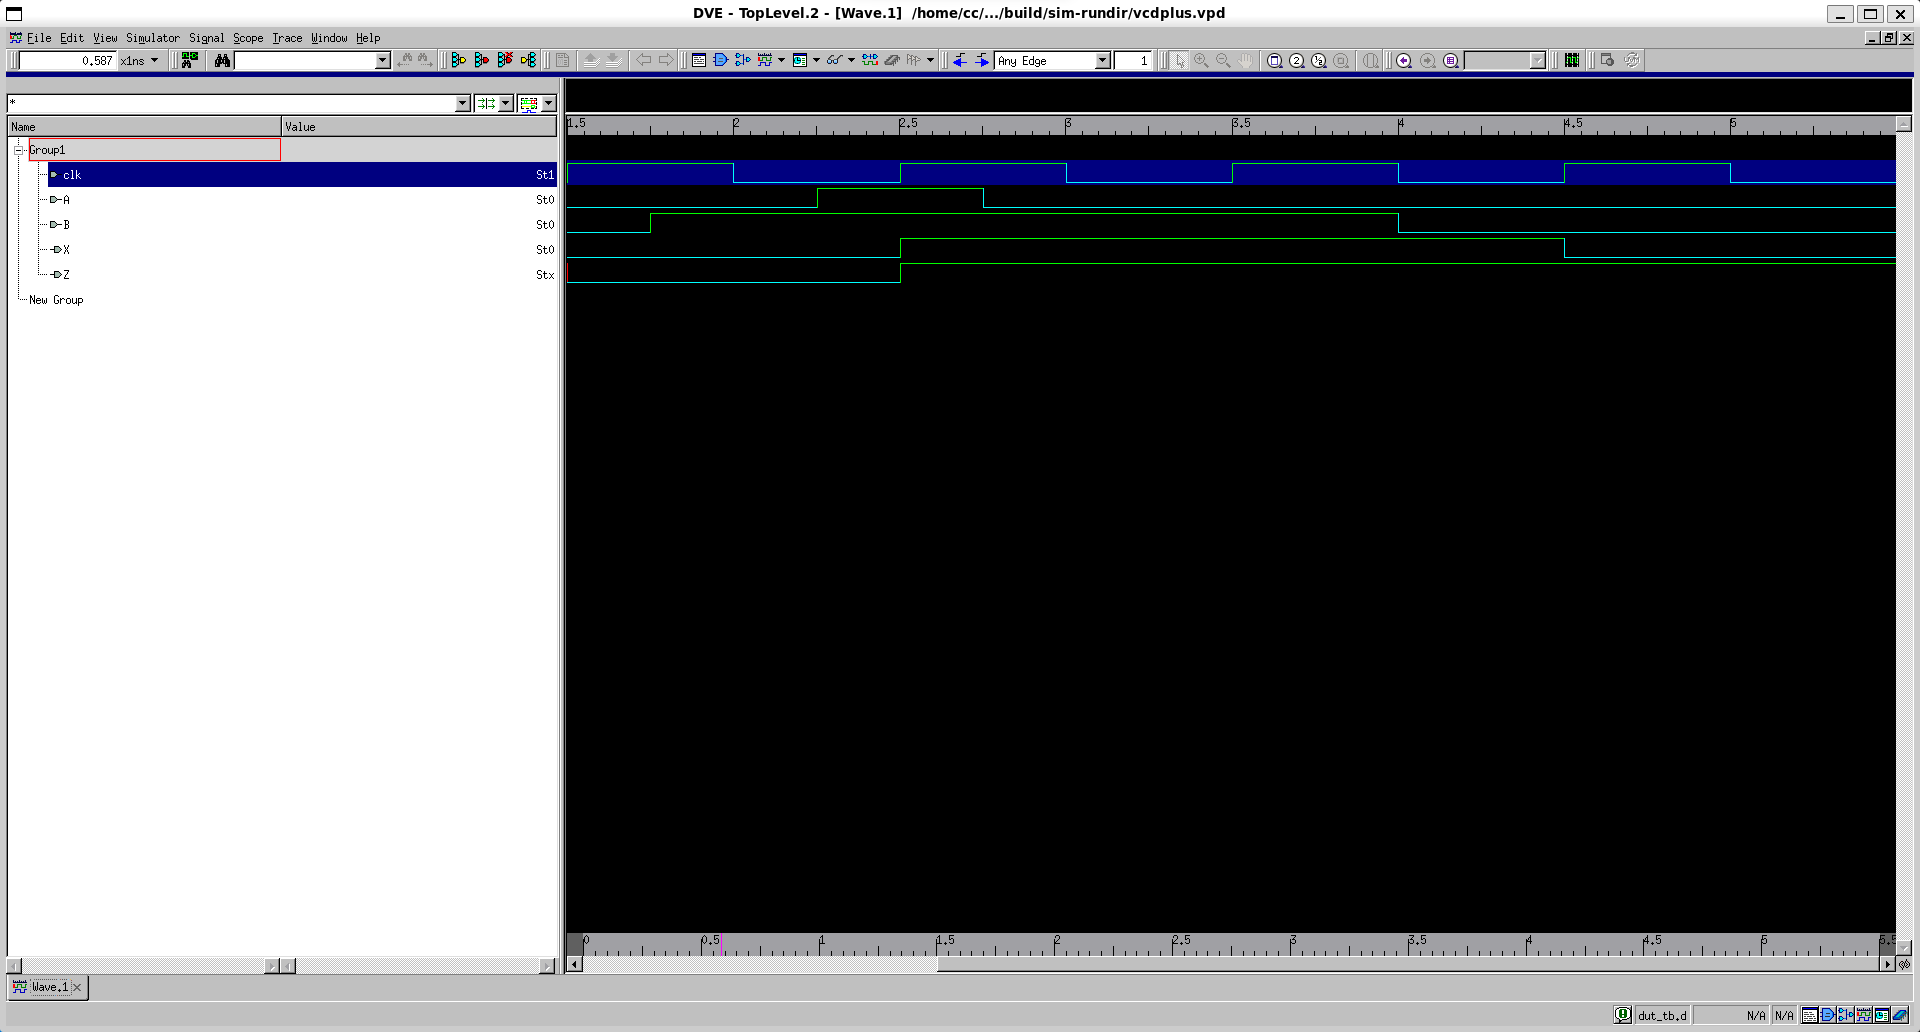 DVE - TopLevel.2 - [Wave.1] /home/cc/.../build/sim-rundir/vcdplus.vpd
File Edit View Simulator Signal Scope Trace Window Help
0.587 x1ns Any Edge 1
*
Name Value
1.5 2 2.5 3 3.5 4 4.5 5
Group1
clk St1
A St0
B St0
X St0
Z Stx
New Group
0 0.5 1 1.5 2 2.5 3 3.5 4 4.5 5 5.5
Wave.1
dut_tb.d N/A N/A